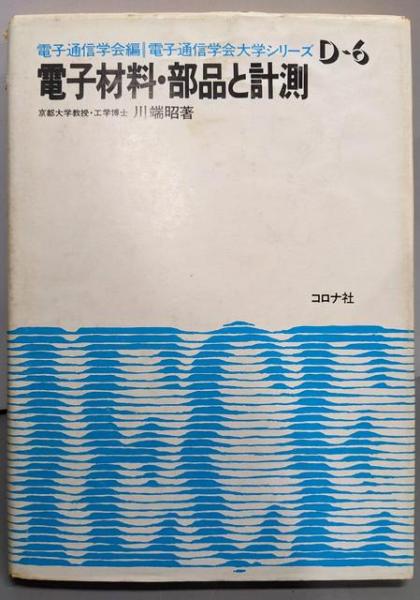 電子通信学会編 電子通信学会大学シリーズ D-6
電子材料・部品と計測
京都大学教授・工学博士 川端昭著
コロナ社